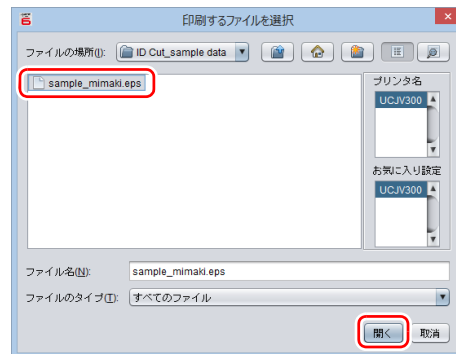 印刷するファイルを選択
ファイルの場所(I):
ID Cut_sample data
sample_mimaki.eps
プリンタ名
UCJV300
お気に入り設定
UCJV300
ファイル名(N):
sample_mimaki.eps
ファイルのタイプ(T):
すべてのファイル
開く
取消